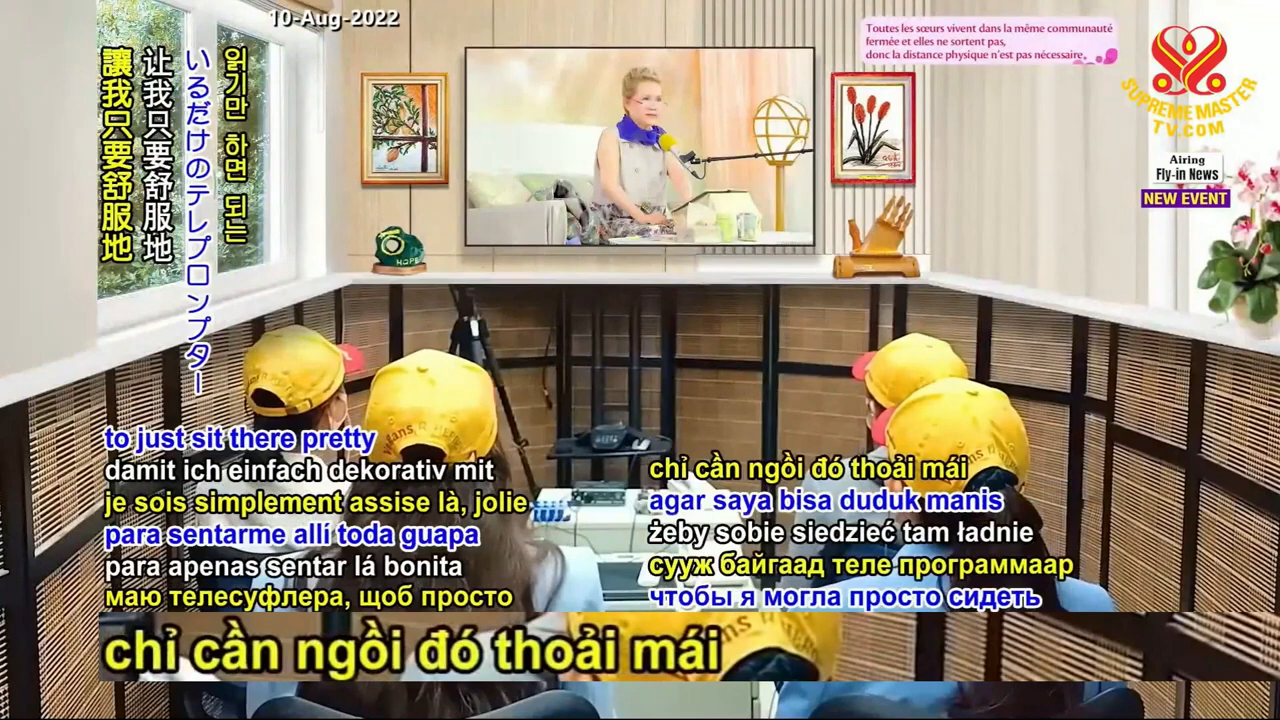 10-Aug-2022
Toutes les sœurs vivent dans la même communauté
fermée et elles ne sortent pas,
donc la distance physique n'est pas nécessaire.
SUPREME MASTER
TV.COM
Airing
Fly-in News
NEW EVENT
읽기만 하면 되는
いるだけのテレプロンプター
让我只要舒服地
讓我只要舒服地
HOPE
to just sit there pretty
damit ich einfach dekorativ mit
je sois simplement assise là, jolie
para sentarme allí toda guapa
para apenas sentar lá bonita
маю телесуфлера, щоб просто
chỉ cần ngồi đó thoải mái
agar saya bisa duduk manis
żeby sobie siedzieć tam ładnie
сууж байгаад теле программаар
чтобы я могла просто сидеть
chỉ cần ngồi đó thoải mái